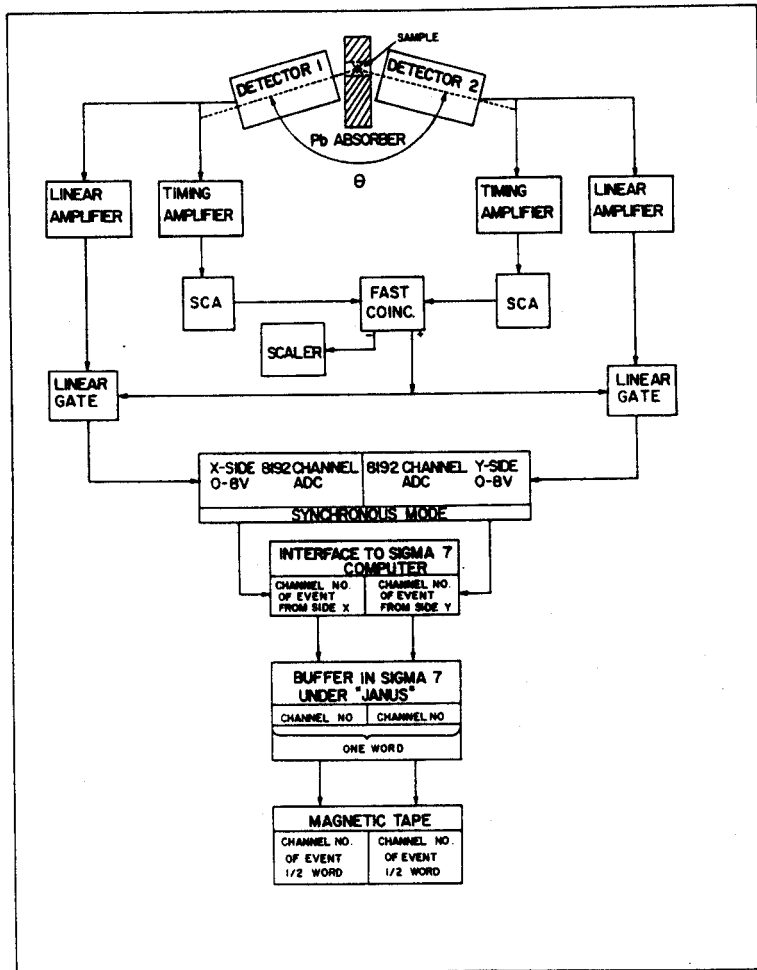 SAMPLE
DETECTOR 1
DETECTOR 2
Pb ABSORBER
θ
LINEAR
AMPLIFIER
TIMING
AMPLIFIER
TIMING
AMPLIFIER
LINEAR
AMPLIFIER
SCA
FAST
COINC.
SCA
- +
SCALER
LINEAR
GATE
LINEAR
GATE
X-SIDE 8192 CHANNEL
0-8V ADC
8192 CHANNEL Y-SIDE
ADC 0-8V
SYNCHRONOUS MODE
INTERFACE TO SIGMA 7
COMPUTER
CHANNEL NO.
OF EVENT
FROM SIDE X
CHANNEL NO.
OF EVENT
FROM SIDE Y
BUFFER IN SIGMA 7
UNDER "JANUS"
CHANNEL NO
CHANNEL NO
ONE WORD
MAGNETIC TAPE
CHANNEL NO.
OF EVENT
1/2 WORD
CHANNEL NO.
OF EVENT
1/2 WORD